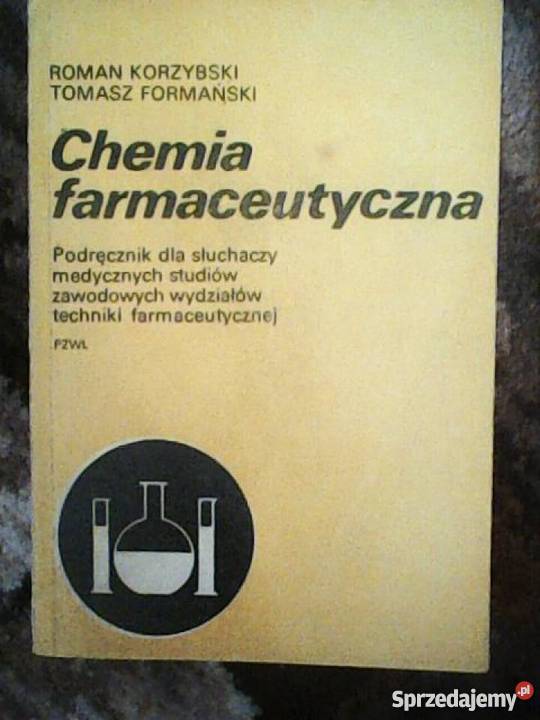 ROMAN KORZYBSKI
TOMASZ FORMAŃSKI
Chemia
farmaceutyczna
Podręcznik dla słuchaczy
medycznych studiów
zawodowych wydziałów
techniki farmaceutycznej
PZWL
Sprzedajemy.pl